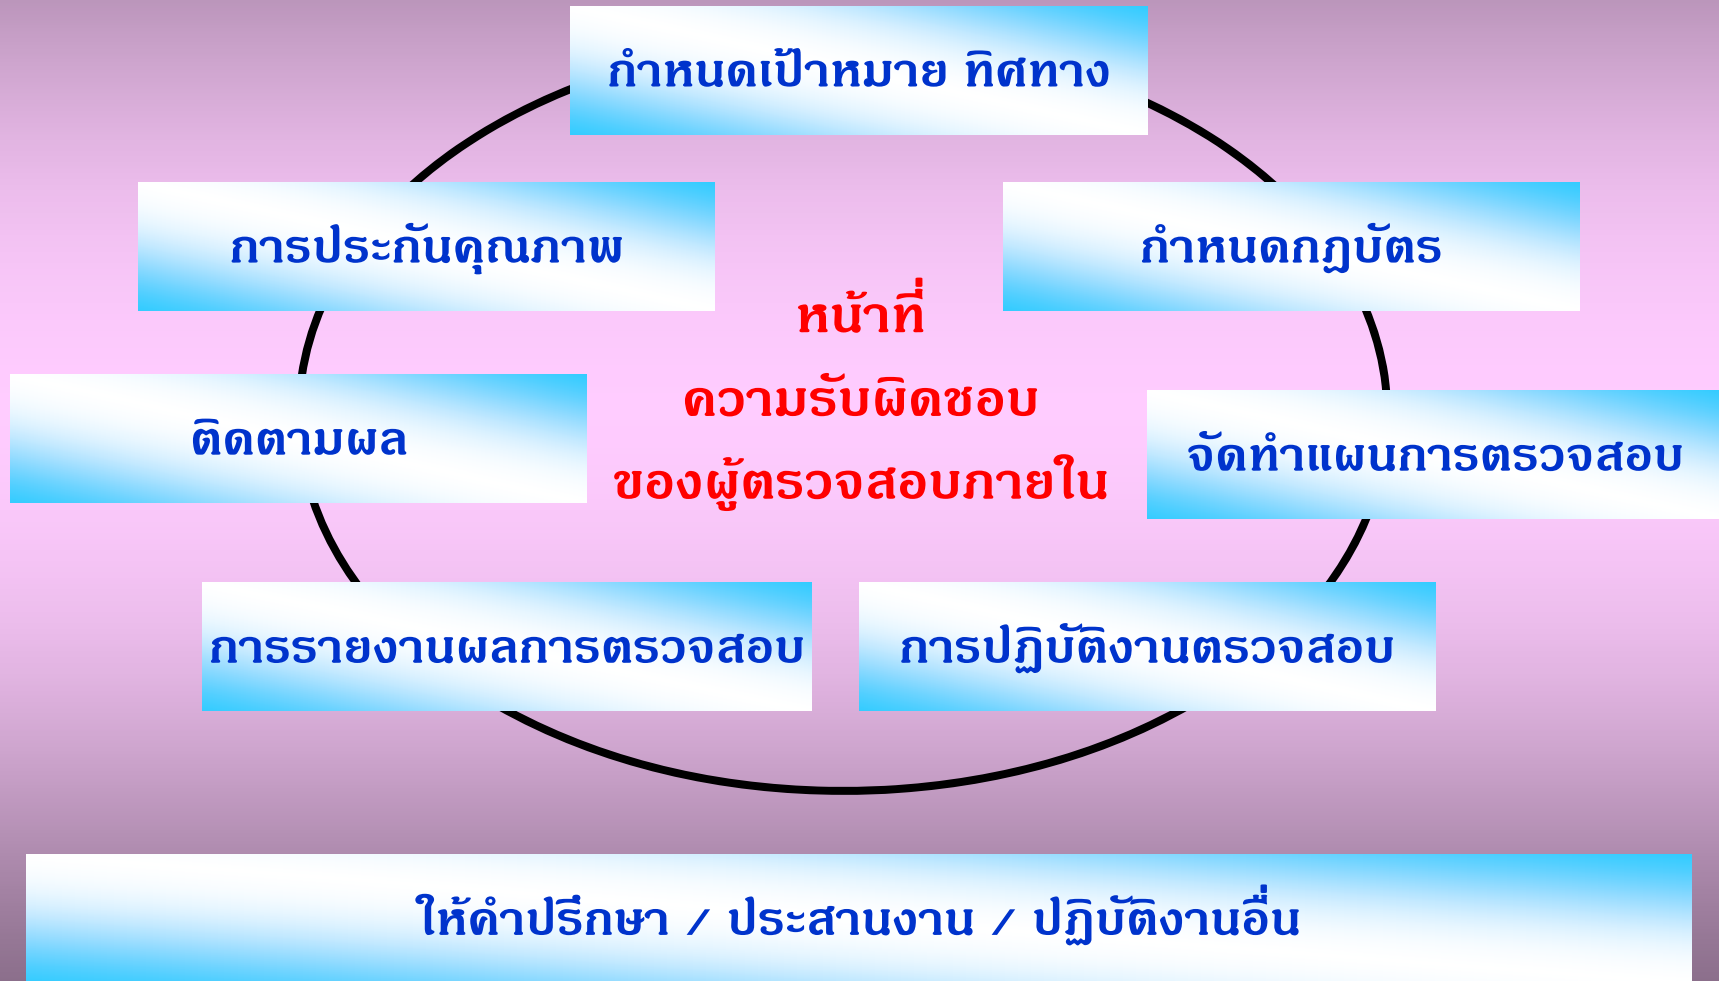 กำหนดเป้าหมาย ทิศทาง
การประกันคุณภาพ
กำหนดกฎบัตร
หน้าที่
ความรับผิดชอบ
ของผู้ตรวจสอบภายใน
ติดตามผล
จัดทำแผนการตรวจสอบ
การรายงานผลการตรวจสอบ
การปฏิบัติงานตรวจสอบ
ให้คำปรึกษา / ประสานงาน / ปฏิบัติงานอื่น